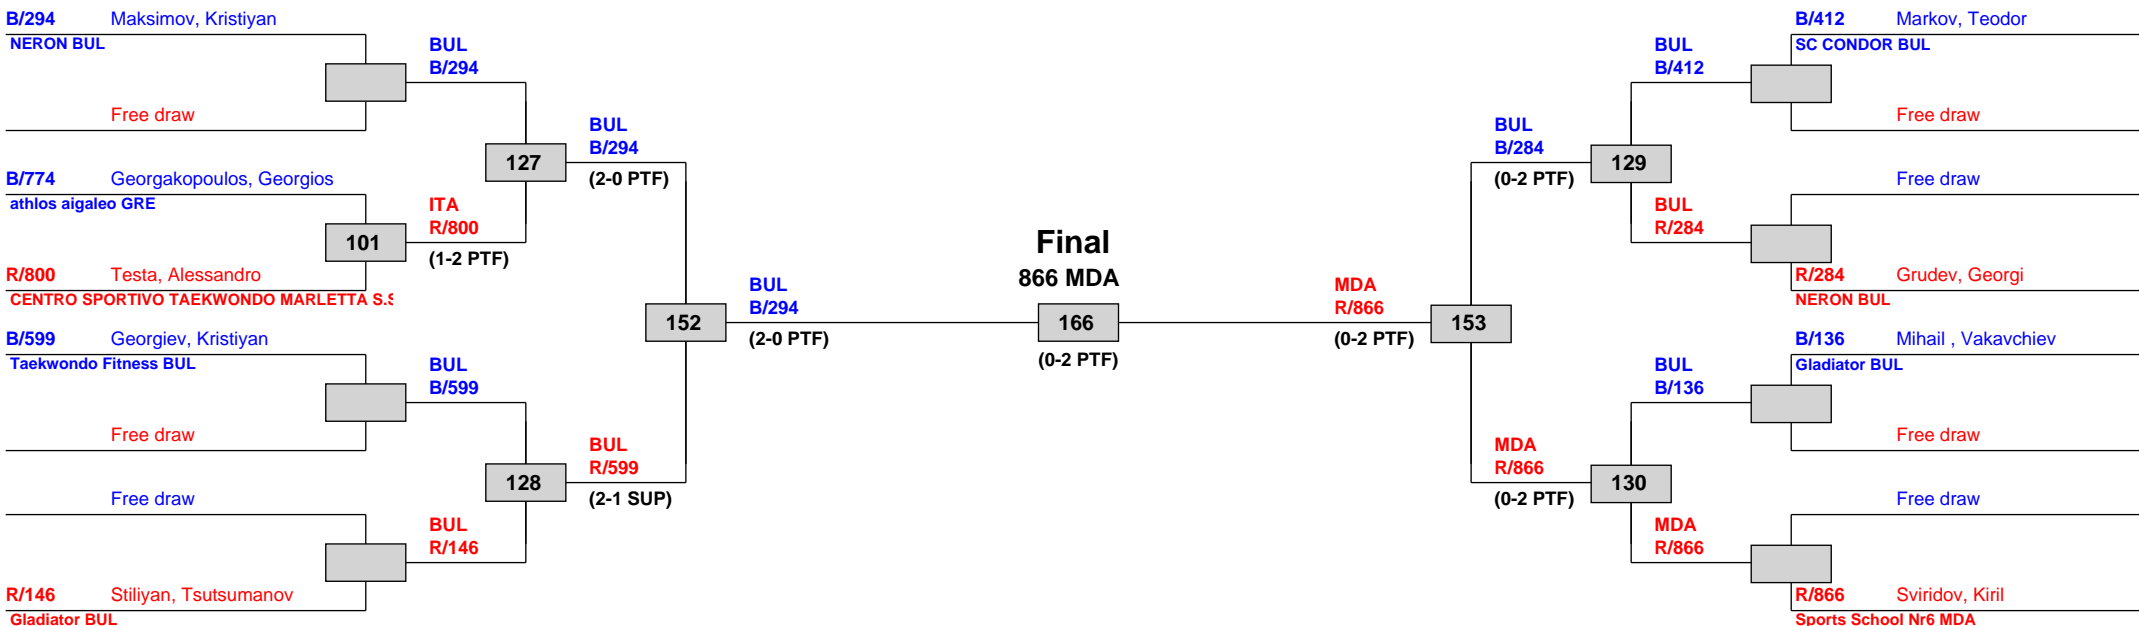 B/294 Maksimov, Kristiyan
NERON BUL
Free draw
B/774 Georgakopoulos, Georgios
athlos aigaleo GRE
R/800 Testa, Alessandro
CENTRO SPORTIVO TAEKWONDO MARLETTA S.S
B/599 Georgiev, Kristiyan
Taekwondo Fitness BUL
Free draw
Free draw
R/146 Stiliyan, Tsutsumanov
Gladiator BUL
101
BUL
B/294
ITA
R/800
(1-2 PTF)
BUL
B/599
BUL
R/146
127
128
BUL
B/294
(2-0 PTF)
BUL
R/599
(2-1 SUP)
152
BUL
B/294
(2-0 PTF)
Final
866 MDA
166
(0-2 PTF)
MDA
R/866
(0-2 PTF)
153
BUL
B/284
(0-2 PTF)
MDA
R/866
(0-2 PTF)
129
130
BUL
B/412
BUL
R/284
BUL
B/136
MDA
R/866
B/412 Markov, Teodor
SC CONDOR BUL
Free draw
Free draw
R/284 Grudev, Georgi
NERON BUL
B/136 Mihail , Vakavchiev
Gladiator BUL
Free draw
Free draw
R/866 Sviridov, Kiril
Sports School Nr6 MDA